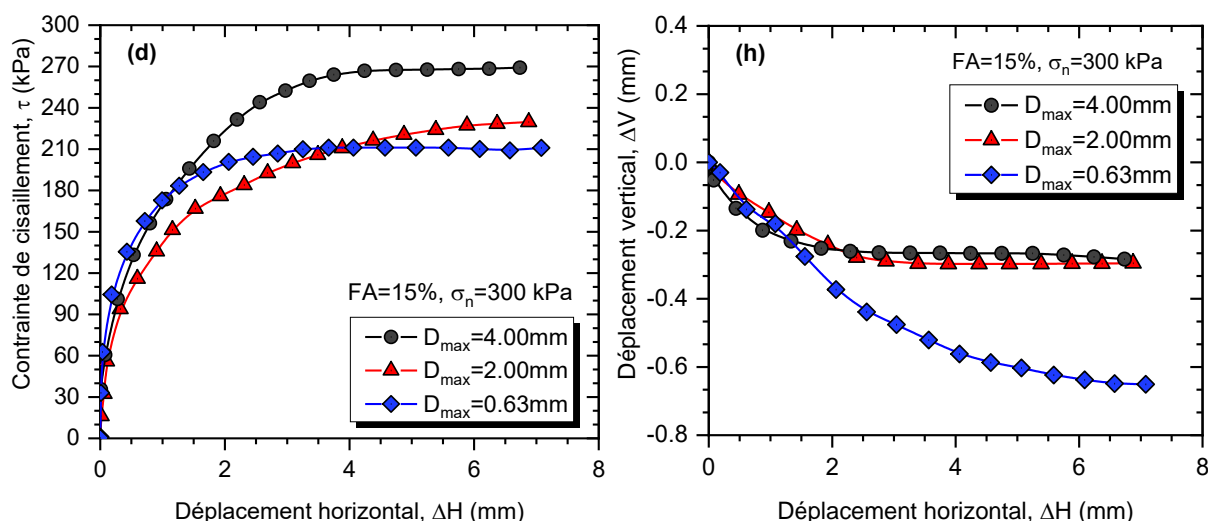 (d)
Contrainte de cisaillement, τ (kPa)
300
270
240
210
180
150
120
90
60
30
0
FA=15%, σn=300 kPa
Dmax=4.00mm
Dmax=2.00mm
Dmax=0.63mm
0 2 4 6 8
Déplacement horizontal, ΔH (mm)
(h)
Déplacement vertical, ΔV (mm)
0.4
0.2
0.0
-0.2
-0.4
-0.6
-0.8
FA=15%, σn=300 kPa
Dmax=4.00mm
Dmax=2.00mm
Dmax=0.63mm
0 2 4 6 8
Déplacement horizontal, ΔH (mm)